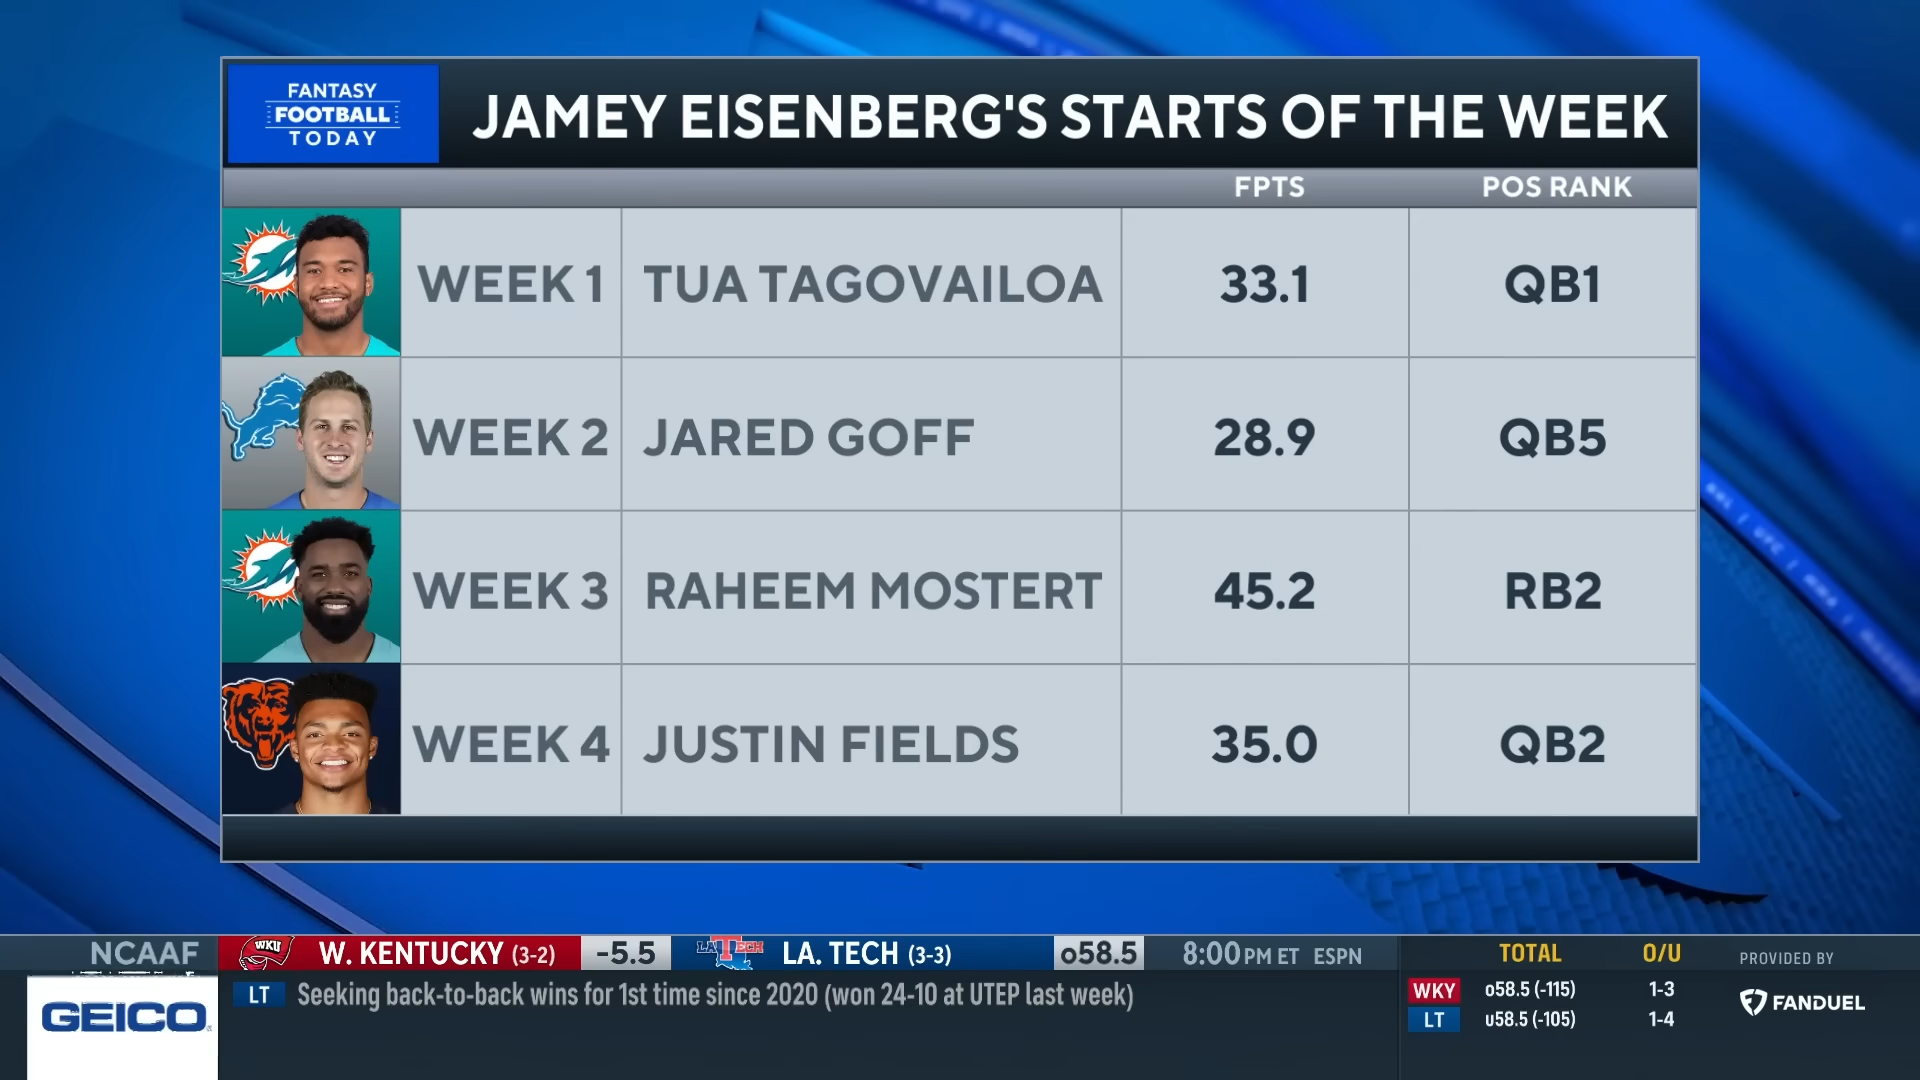 FANTASY
FOOTBALL
TODAY
JAMEY EISENBERG'S STARTS OF THE WEEK
FPTS POS RANK
WEEK 1 TUA TAGOVAILOA 33.1 QB1
WEEK 2 JARED GOFF 28.9 QB5
WEEK 3 RAHEEM MOSTERT 45.2 RB2
WEEK 4 JUSTIN FIELDS 35.0 QB2
NCAAF WKU W. KENTUCKY (3-2) -5.5 LA TECH LA. TECH (3-3) o58.5 8:00 PM ET ESPN
GEICO
LT Seeking back-to-back wins for 1st time since 2020 (won 24-10 at UTEP last week)
TOTAL O/U
WKY o58.5 (-115) 1-3
LT u58.5 (-105) 1-4
PROVIDED BY
FANDUEL